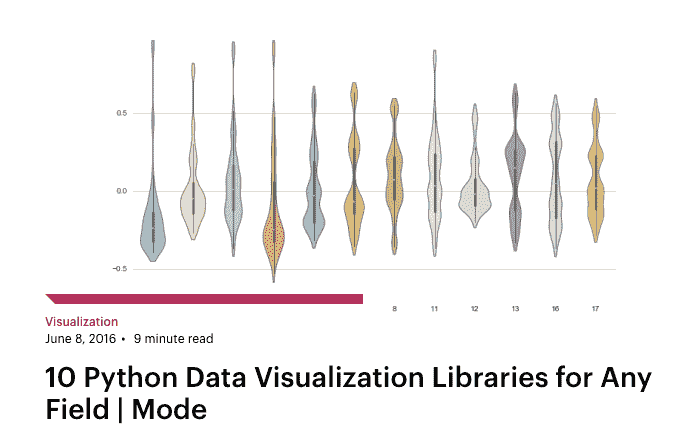 0.5
0.0
−0.5
8 11 12 13 16 17
Visualization
June 8, 2016 • 9 minute read
10 Python Data Visualization Libraries for Any
Field | Mode